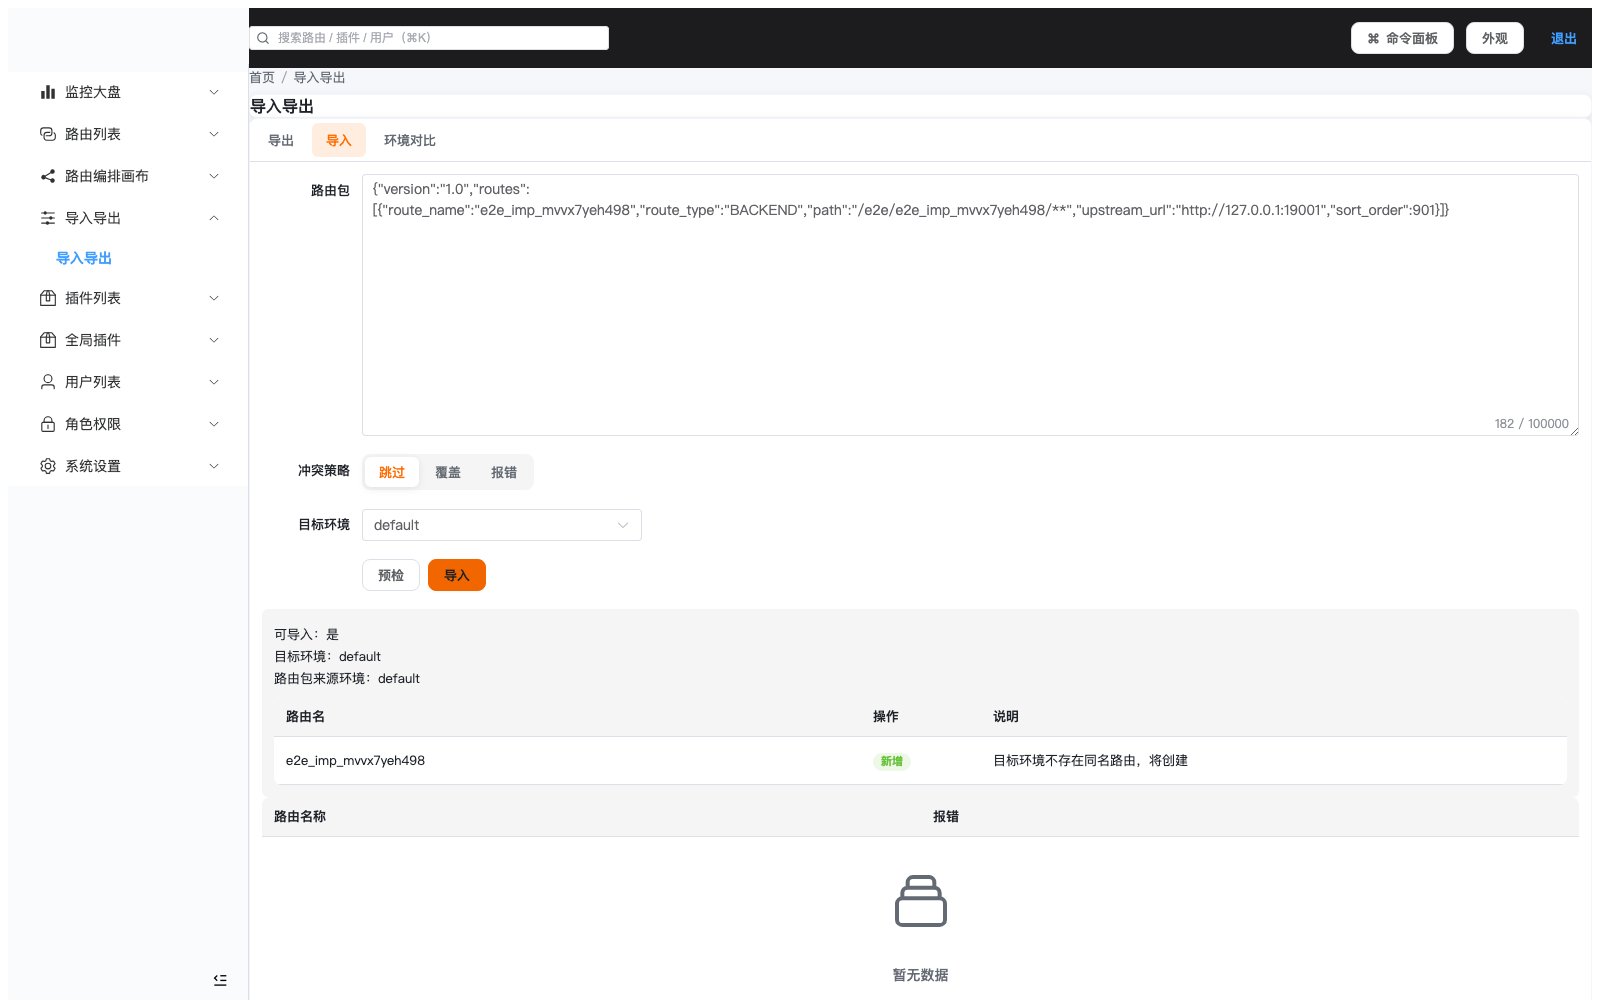 搜索路由 / 插件 / 用户（⌘K）
⌘ 命令面板
外观
退出
监控大盘
路由列表
路由编排画布
导入导出
导入导出
插件列表
全局插件
用户列表
角色权限
系统设置
首页 / 导入导出
导入导出
导出
导入
环境对比
路由包
{"version":"1.0","routes":
[{"route_name":"e2e_imp_mvvx7yeh498","route_type":"BACKEND","path":"/e2e/e2e_imp_mvvx7yeh498/**","upstream_url":"http://127.0.0.1:19001","sort_order":901}]}
182 / 100000
冲突策略
跳过
覆盖
报错
目标环境
default
预检
导入
可导入：是
目标环境：default
路由包来源环境：default
路由名 操作 说明
e2e_imp_mvvx7yeh498 新增 目标环境不存在同名路由，将创建
路由名称 报错
暂无数据